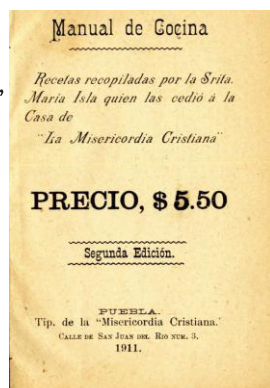 Manual de Cocina
Recetas recopiladas por la Srita.
María Isla quien las cedió á la
Casa de
"La Misericordia Cristiana"
PRECIO, $ 5.50
Segunda Edición.
PUEBLA.
Tip. de la "Misericordia Cristiana."
CALLE DE SAN JUAN DEL RIO NUM. 3.
1911.